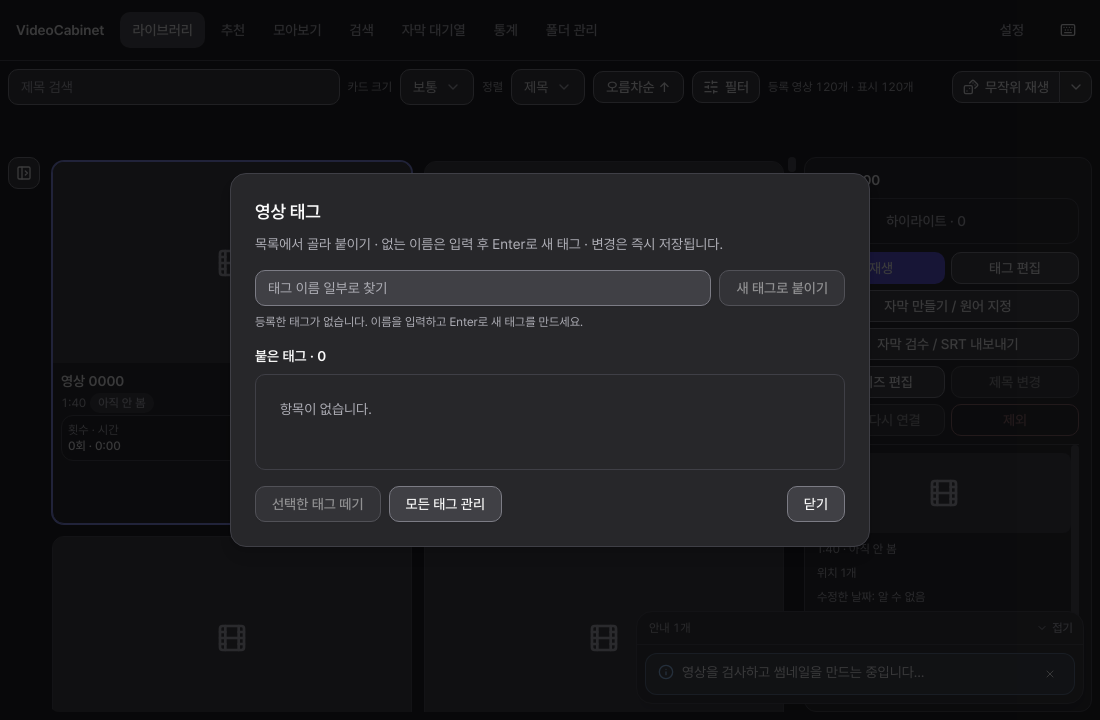 VideoCabinet 라이브러리 추천 모아보기 검색 자막 대기열 통계 폴더 관리 설정
제목 검색 카드 크기 보통 정렬 제목 오름차순 ↑ 필터 등록 영상 120개 · 표시 120개 무작위 재생
영상 태그
목록에서 골라 붙이기 · 없는 이름은 입력 후 Enter로 새 태그 · 변경은 즉시 저장됩니다.
태그 이름 일부로 찾기 새 태그로 붙이기
등록한 태그가 없습니다. 이름을 입력하고 Enter로 새 태그를 만드세요.
붙은 태그 · 0
항목이 없습니다.
선택한 태그 떼기 모든 태그 관리 닫기
영상 0000
1:40 아직 안 봄
횟수 · 시간
0회 · 0:00
00
하이라이트 · 0
재생 태그 편집
자막 만들기 / 원어 지정
자막 검수 / SRT 내보내기
편집 제목 변경
다시 연결 제외
1:40 · 아직 안 봄
위치 1개
수정한 날짜: 알 수 없음
안내 1개 접기
영상을 검사하고 썸네일을 만드는 중입니다...